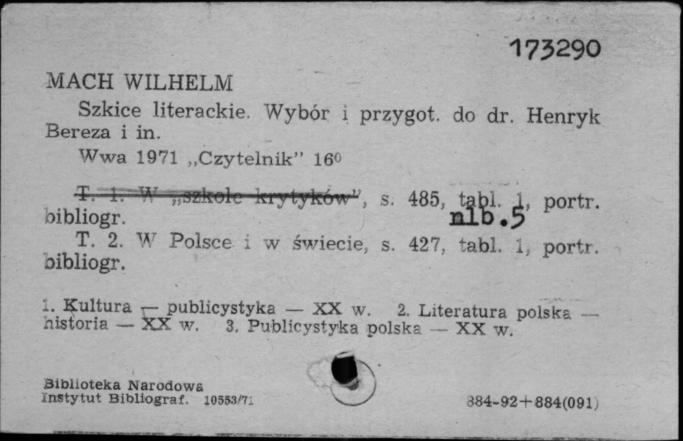 173290
MACH WILHELM
Szkice literackie. Wybór i przygot. do dr. Henryk
Bereza i in.
Wwa 1971 „Czytelnik” 16⁰
T. 1. W „szkole krytyków”, s. 485, tabl. 1, portr.
bibliogr. nlb.5
T. 2. W Polsce i w świecie, s. 427, tabl. 1, portr.
bibliogr.
1. Kultura — publicystyka — XX w. 2. Literatura polska —
historia — XX w. 3. Publicystyka polska — XX w.
Biblioteka Narodowa
Instytut Bibliograf. 10553/71
884-92+884(091)